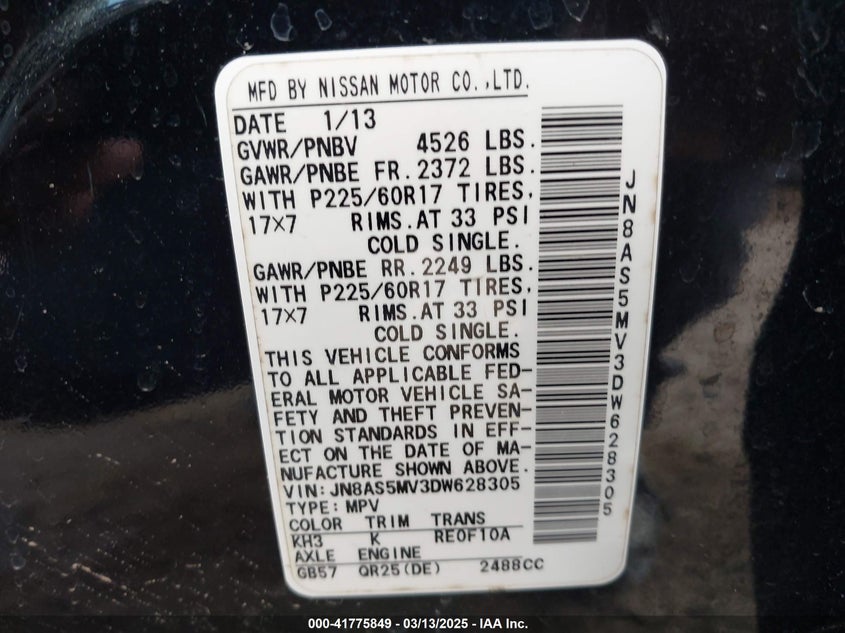 MFD BY NISSAN MOTOR CO.,LTD.
DATE 1/13
GVWR/PNBV 4526 LBS.
GAWR/PNBE FR.2372 LBS.
WITH P225/60R17 TIRES,
17×7 RIMS.AT 33 PSI
COLD SINGLE.
GAWR/PNBE RR.2249 LBS.
WITH P225/60R17 TIRES,
17×7 RIMS.AT 33 PSI
COLD SINGLE.
THIS VEHICLE CONFORMS
TO ALL APPLICABLE FED-
ERAL MOTOR VEHICLE SA-
FETY AND THEFT PREVEN-
TION STANDARDS IN EFF-
ECT ON THE DATE OF MA-
NUFACTURE SHOWN ABOVE.
VIN:JN8AS5MV3DW628305
TYPE:MPV
COLOR TRIM TRANS
KH3 K RE0F10A
AXLE ENGINE
GB57 QR25(DE) 2488CC
JN8AS5MV3DW628305
000-41775849 - 03/13/2025 - IAA Inc.